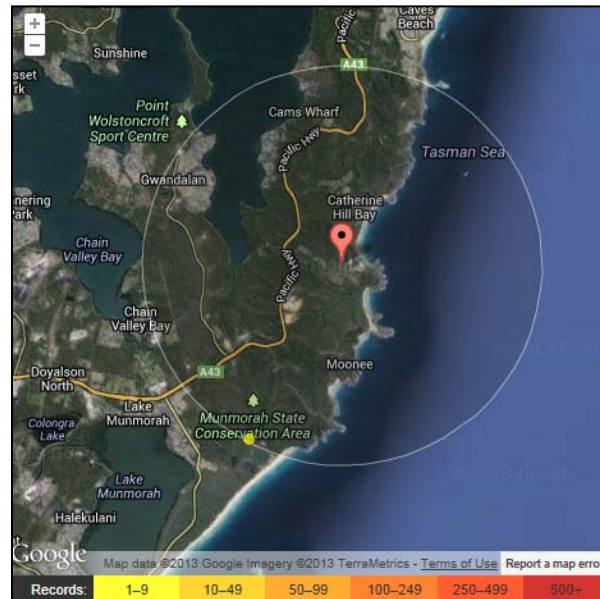 +
−
Caves
Beach
Pacific
A43
Sunshine
sset
rk
Point
Wolstoncroft
Sport Centre
Cams Wharf
Pacific Hwy
Tasman Sea
Gwandalan
Catherine
Hill Bay
nnering
Park
Chain
Valley Bay
Pacific Hwy
Chain
Valley Bay
Moonee
A43
Doyalson
North
Lake
Munmorah
Munmorah State
Conservation Area
Colongra
Lake
Lake
Munmorah
Halekulani
©2013 Google
Google
Map data ©2013 Google Imagery ©2013 TerraMetrics - Terms of Use
Report a map erro
Records: 1–9 10–49 50–99 100–249 250–499 500+